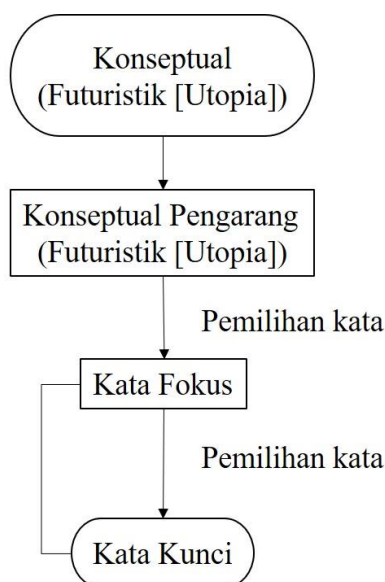 Konseptual
(Futuristik [Utopia])
Konseptual Pengarang
(Futuristik [Utopia])
Pemilihan kata
Kata Fokus
Pemilihan kata
Kata Kunci